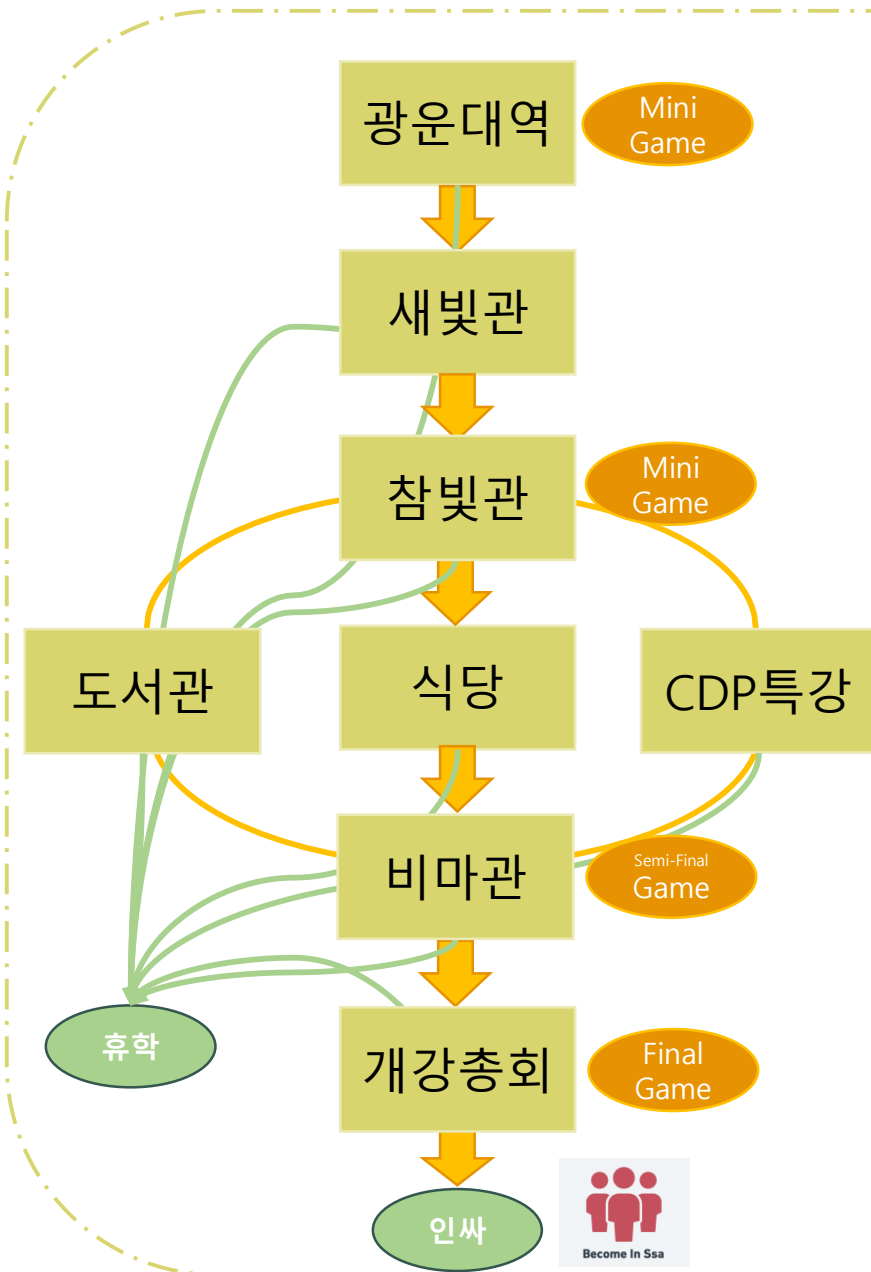 광운대역
Mini
Game
새빛관
참빛관
Mini
Game
도서관
식당
CDP특강
비마관
Semi-Final
Game
휴학
개강총회
Final
Game
인싸
Become In Ssa